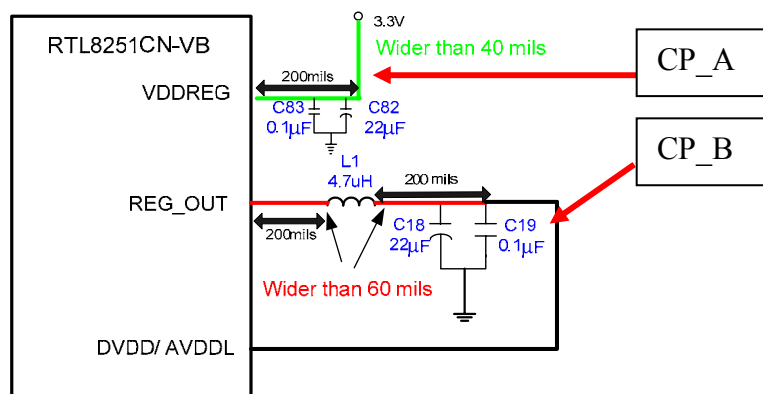 RTL8251CN-VB
3.3V
Wider than 40 mils
CP_A
200mils
VDDREG
C83
0.1μF
C82
22μF
CP_B
L1
4.7uH
200 mils
REG_OUT
200mils
C18
22μF
C19
0.1μF
Wider than 60 mils
DVDD/ AVDDL